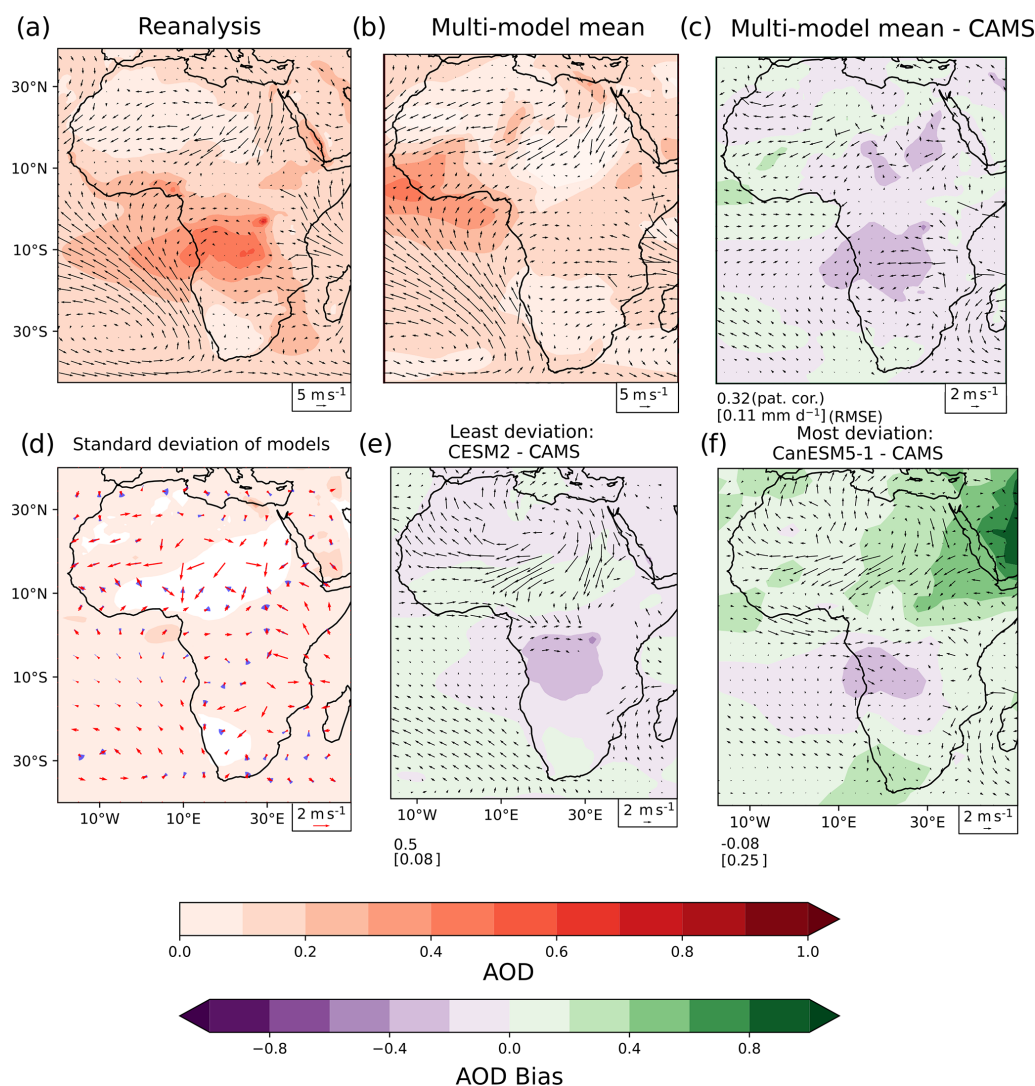 (a) Reanalysis
(b) Multi-model mean
(c) Multi-model mean - CAMS
30°N
10°N
10°S
30°S
5 m s⁻¹
5 m s⁻¹
2 m s⁻¹
0.32(pat. cor.)
[0.11 mm d⁻¹](RMSE)
(d) Standard deviation of models
(e) Least deviation:
CESM2 - CAMS
(f) Most deviation:
CanESM5-1 - CAMS
30°N
10°N
10°S
30°S
2 m s⁻¹
2 m s⁻¹
2 m s⁻¹
10°W 10°E 30°E
10°W 10°E 30°E
10°W 10°E 30°E
0.5
[0.08]
-0.08
[0.25]
0.0 0.2 0.4 0.6 0.8 1.0
AOD
−0.8 −0.4 0.0 0.4 0.8
AOD Bias